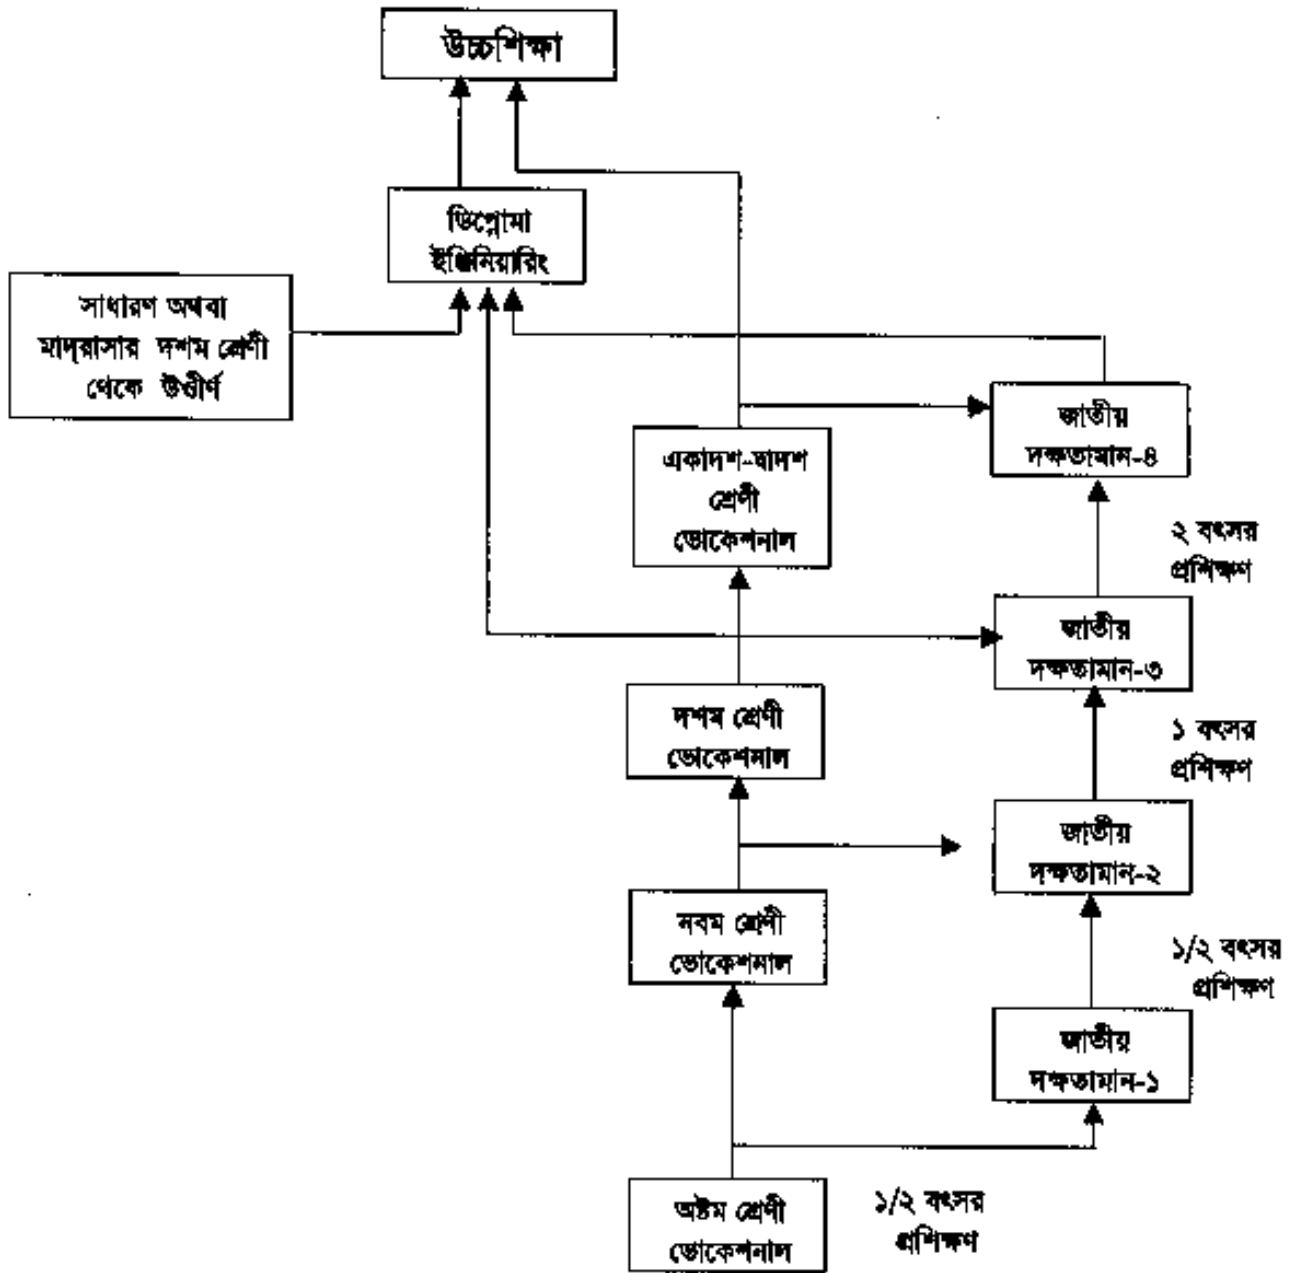 উচ্চশিক্ষা
ডিপ্লোমা
ইঞ্জিনিয়ারিং
সাধারণ অথবা
মাদ্‌রাসার দশম শ্রেণী
থেকে উত্তীর্ণ
জাতীয়
দক্ষতামান-৪
একাদশ-দ্বাদশ
শ্রেণী
ভোকেশনাল
২ বৎসর
প্রশিক্ষণ
জাতীয়
দক্ষতামান-৩
দশম শ্রেণী
ভোকেশনাল
১ বৎসর
প্রশিক্ষণ
জাতীয়
দক্ষতামান-২
নবম শ্রেণী
ভোকেশনাল
১/২ বৎসর
প্রশিক্ষণ
জাতীয়
দক্ষতামান-১
অষ্টম শ্রেণী
ভোকেশনাল
১/২ বৎসর
প্রশিক্ষণ